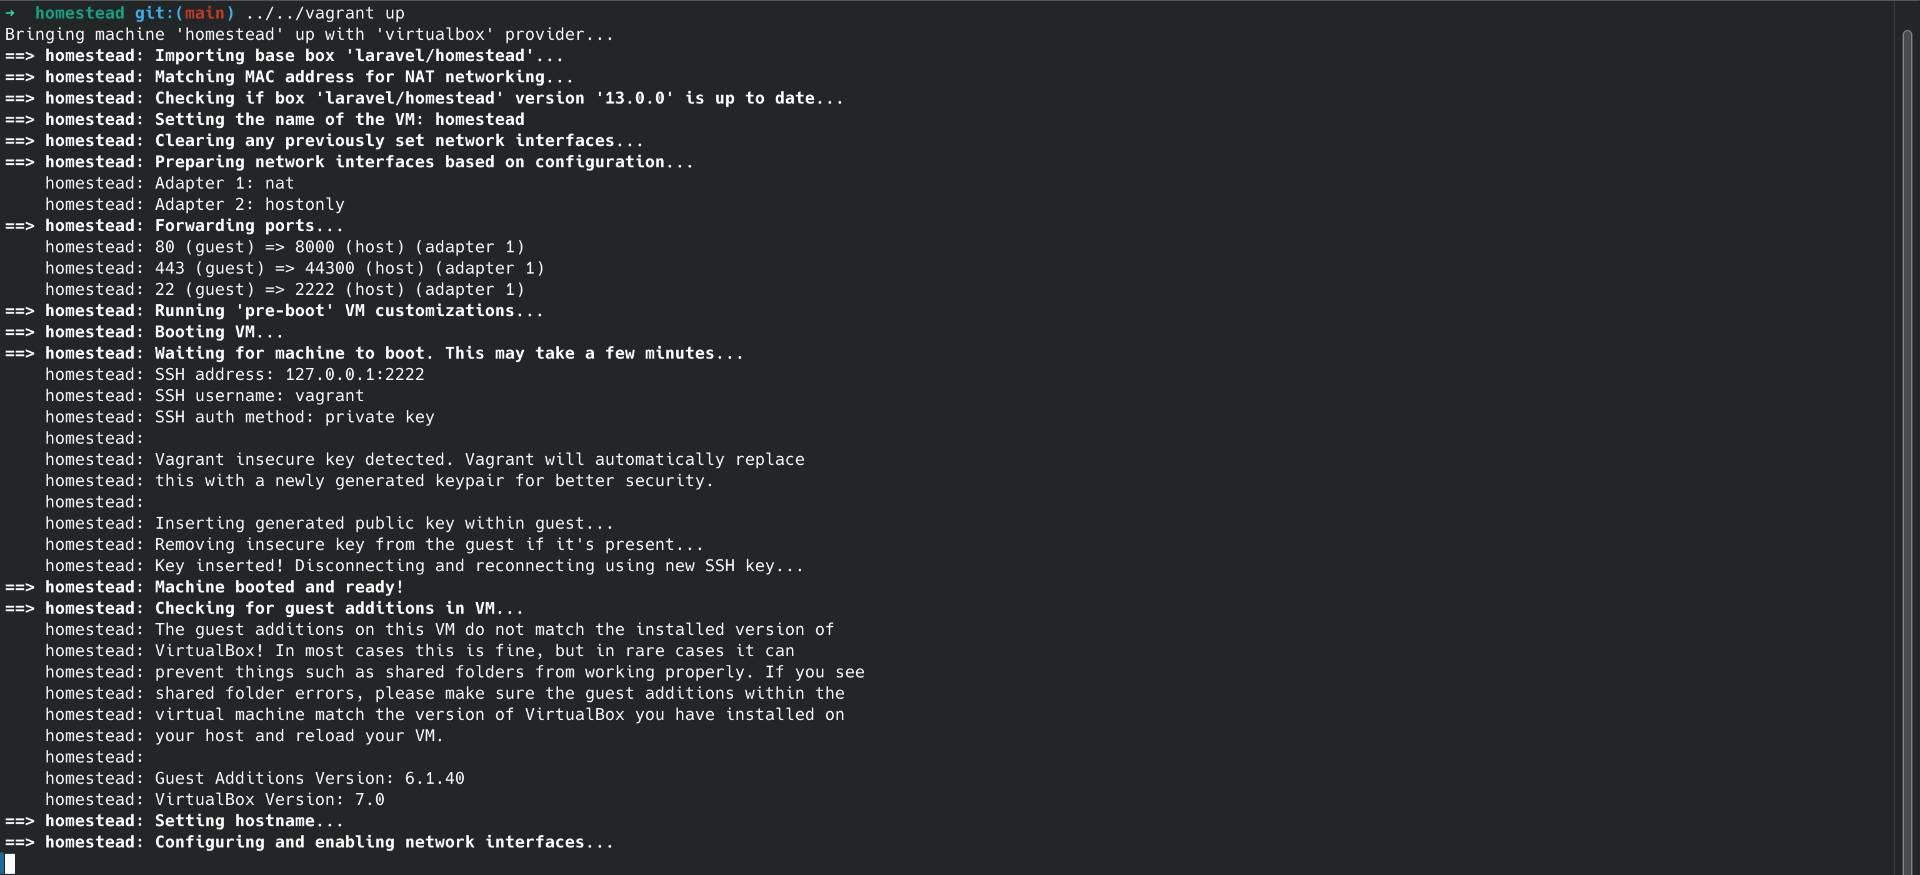 ➜  homestead git:(main) ../../vagrant up
Bringing machine 'homestead' up with 'virtualbox' provider...
==> homestead: Importing base box 'laravel/homestead'...
==> homestead: Matching MAC address for NAT networking...
==> homestead: Checking if box 'laravel/homestead' version '13.0.0' is up to date...
==> homestead: Setting the name of the VM: homestead
==> homestead: Clearing any previously set network interfaces...
==> homestead: Preparing network interfaces based on configuration...
    homestead: Adapter 1: nat
    homestead: Adapter 2: hostonly
==> homestead: Forwarding ports...
    homestead: 80 (guest) => 8000 (host) (adapter 1)
    homestead: 443 (guest) => 44300 (host) (adapter 1)
    homestead: 22 (guest) => 2222 (host) (adapter 1)
==> homestead: Running 'pre-boot' VM customizations...
==> homestead: Booting VM...
==> homestead: Waiting for machine to boot. This may take a few minutes...
    homestead: SSH address: 127.0.0.1:2222
    homestead: SSH username: vagrant
    homestead: SSH auth method: private key
    homestead:
    homestead: Vagrant insecure key detected. Vagrant will automatically replace
    homestead: this with a newly generated keypair for better security.
    homestead:
    homestead: Inserting generated public key within guest...
    homestead: Removing insecure key from the guest if it's present...
    homestead: Key inserted! Disconnecting and reconnecting using new SSH key...
==> homestead: Machine booted and ready!
==> homestead: Checking for guest additions in VM...
    homestead: The guest additions on this VM do not match the installed version of
    homestead: VirtualBox! In most cases this is fine, but in rare cases it can
    homestead: prevent things such as shared folders from working properly. If you see
    homestead: shared folder errors, please make sure the guest additions within the
    homestead: virtual machine match the version of VirtualBox you have installed on
    homestead: your host and reload your VM.
    homestead:
    homestead: Guest Additions Version: 6.1.40
    homestead: VirtualBox Version: 7.0
==> homestead: Setting hostname...
==> homestead: Configuring and enabling network interfaces...